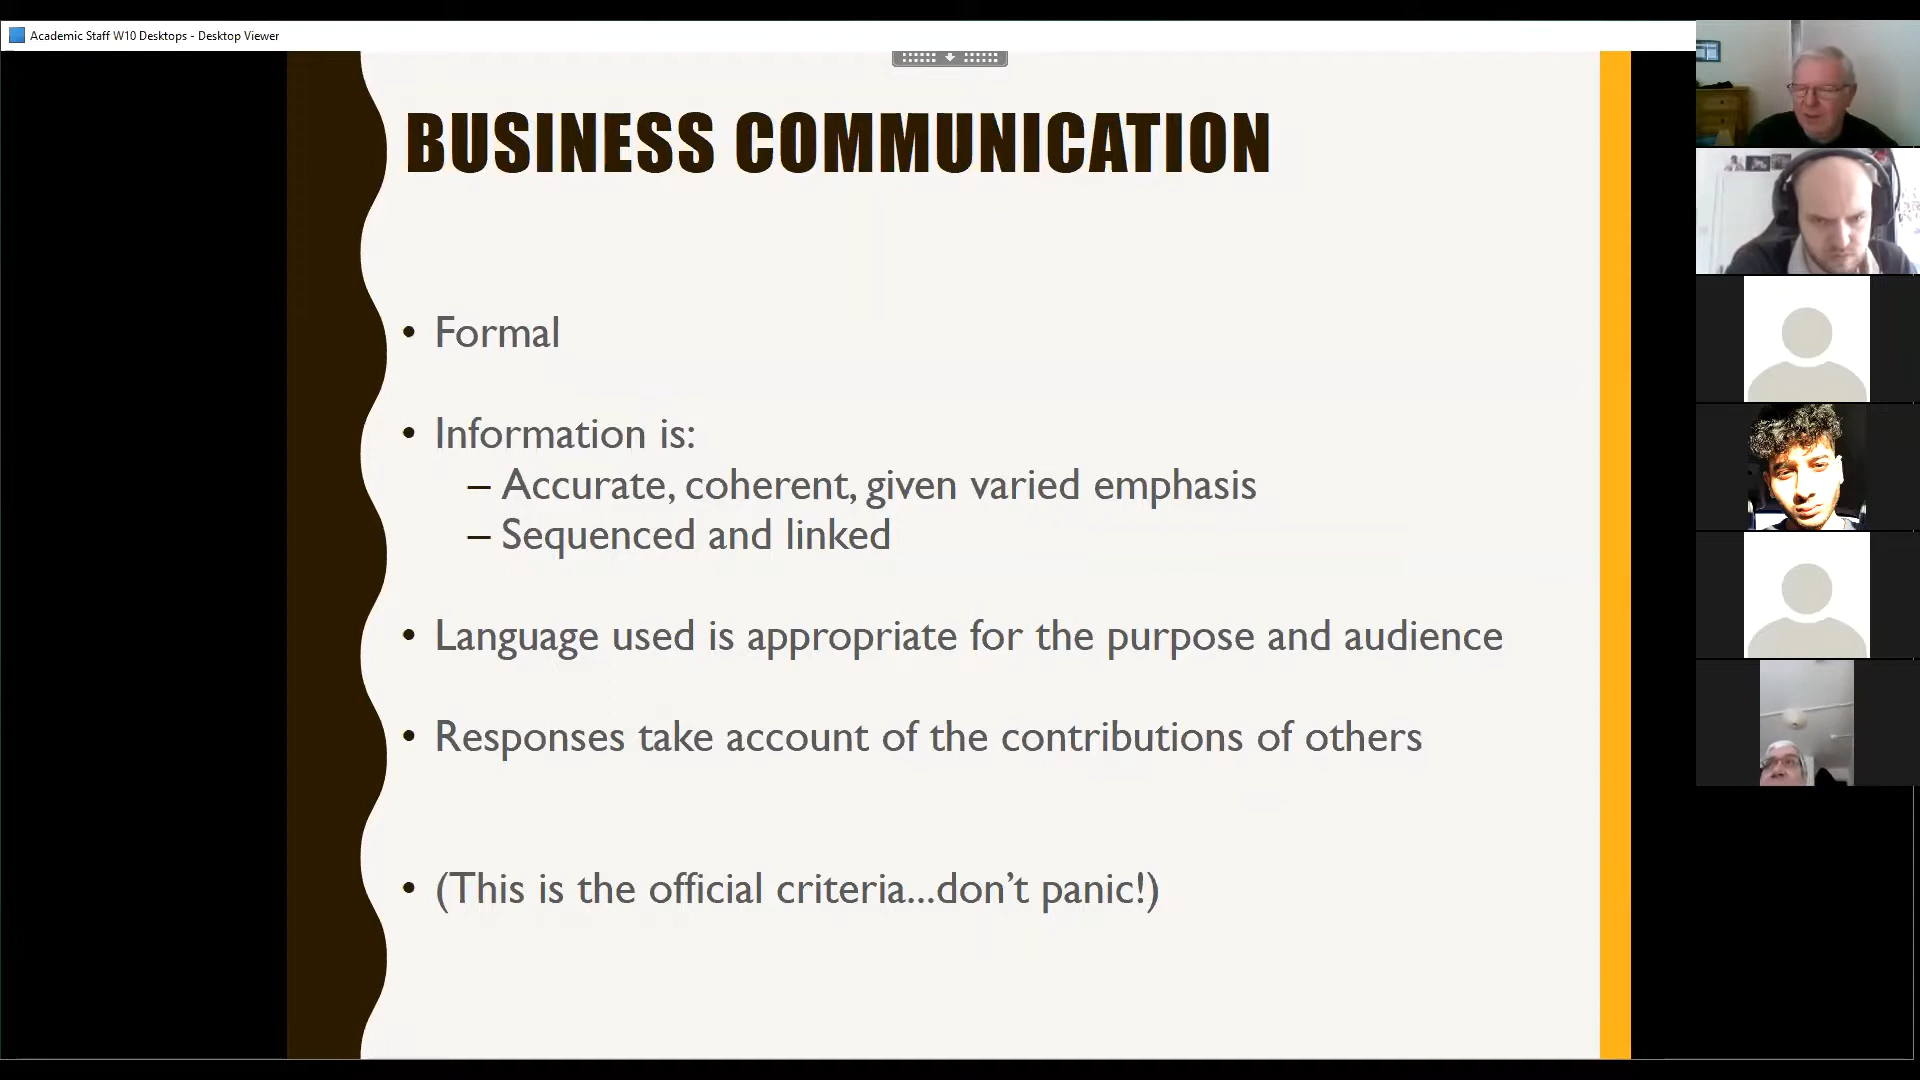 Academic Staff W10 Desktops - Desktop Viewer
BUSINESS COMMUNICATION
• Formal
• Information is:
– Accurate, coherent, given varied emphasis
– Sequenced and linked
• Language used is appropriate for the purpose and audience
• Responses take account of the contributions of others
• (This is the official criteria...don’t panic!)